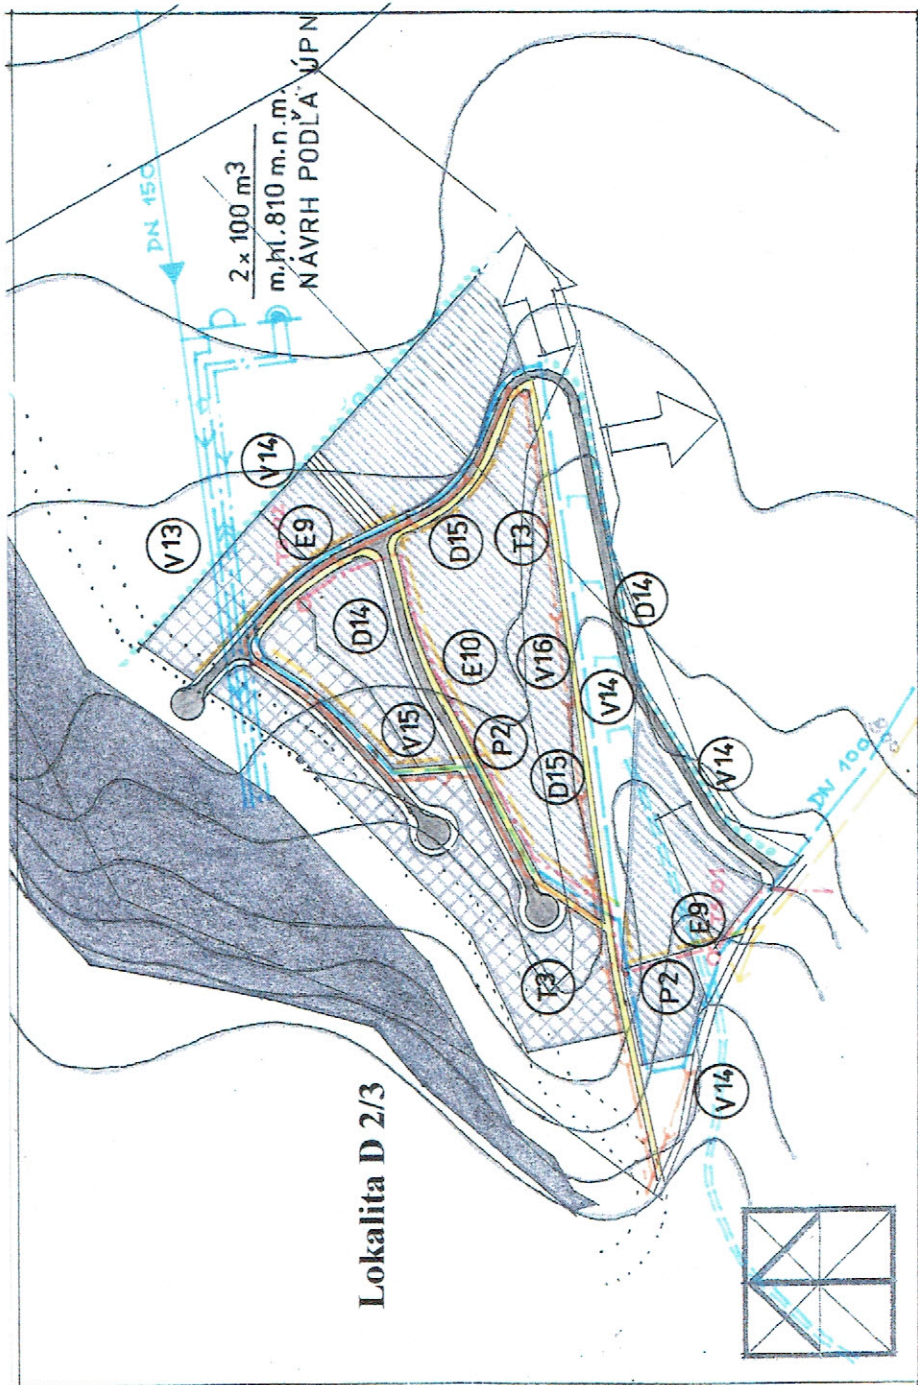 DN 150
2 x 100 m3
m.hl. 810 m.n.m.
NÁVRH PODĽA ÚPN
V13
V14
E9
D15
T3
D14
D14
E10
V16
V14
V15
P2
D15
V14
DN 100
E9
T3
P2
V14
Lokalita D 2/3